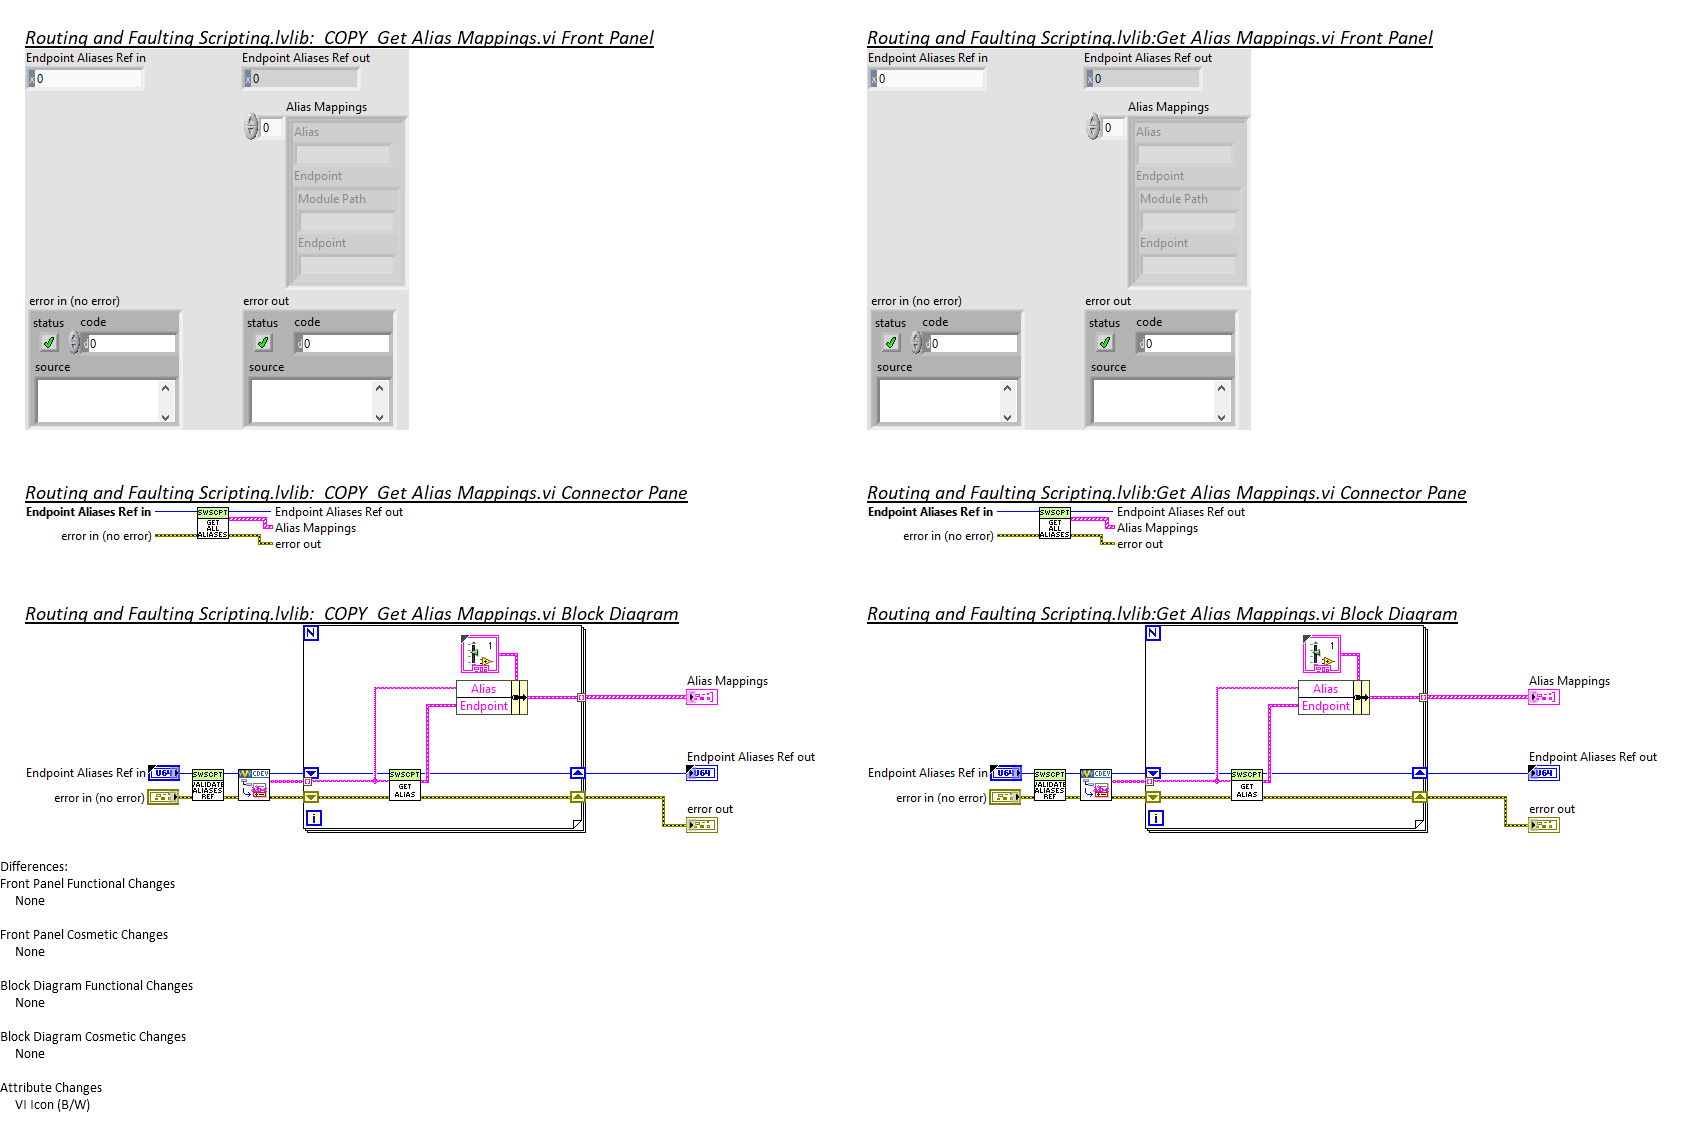 Routing and Faulting Scripting.lvlib:_COPY_Get Alias Mappings.vi Front Panel
Endpoint Aliases Ref in
Endpoint Aliases Ref out
x 0
x 0
Alias Mappings
0
Alias
Endpoint
Module Path
Endpoint
error in (no error)
error out
status code
status code
d 0
d 0
source
source
Routing and Faulting Scripting.lvlib:Get Alias Mappings.vi Front Panel
Endpoint Aliases Ref in
Endpoint Aliases Ref out
x 0
x 0
Alias Mappings
0
Alias
Endpoint
Module Path
Endpoint
error in (no error)
error out
status code
status code
d 0
d 0
source
source
Routing and Faulting Scripting.lvlib:_COPY_Get Alias Mappings.vi Connector Pane
Endpoint Aliases Ref in
SWSCPT
GET
ALL
ALIASES
Endpoint Aliases Ref out
Alias Mappings
error in (no error)
error out
Routing and Faulting Scripting.lvlib:Get Alias Mappings.vi Connector Pane
Endpoint Aliases Ref in
SWSCPT
GET
ALL
ALIASES
Endpoint Aliases Ref out
Alias Mappings
error in (no error)
error out
Routing and Faulting Scripting.lvlib:_COPY_Get Alias Mappings.vi Block Diagram
N
1
Alias
Endpoint
Alias Mappings
Endpoint Aliases Ref out
Endpoint Aliases Ref in
U64
SWSCPT
VALIDATE
ALIASES
REF
CDEV
SWSCPT
GET
ALIAS
U64
error in (no error)
error out
i
Routing and Faulting Scripting.lvlib:Get Alias Mappings.vi Block Diagram
N
1
Alias
Endpoint
Alias Mappings
Endpoint Aliases Ref out
Endpoint Aliases Ref in
U64
SWSCPT
VALIDATE
ALIASES
REF
CDEV
SWSCPT
GET
ALIAS
U64
error in (no error)
error out
i
Differences:
Front Panel Functional Changes
None
Front Panel Cosmetic Changes
None
Block Diagram Functional Changes
None
Block Diagram Cosmetic Changes
None
Attribute Changes
VI Icon (B/W)